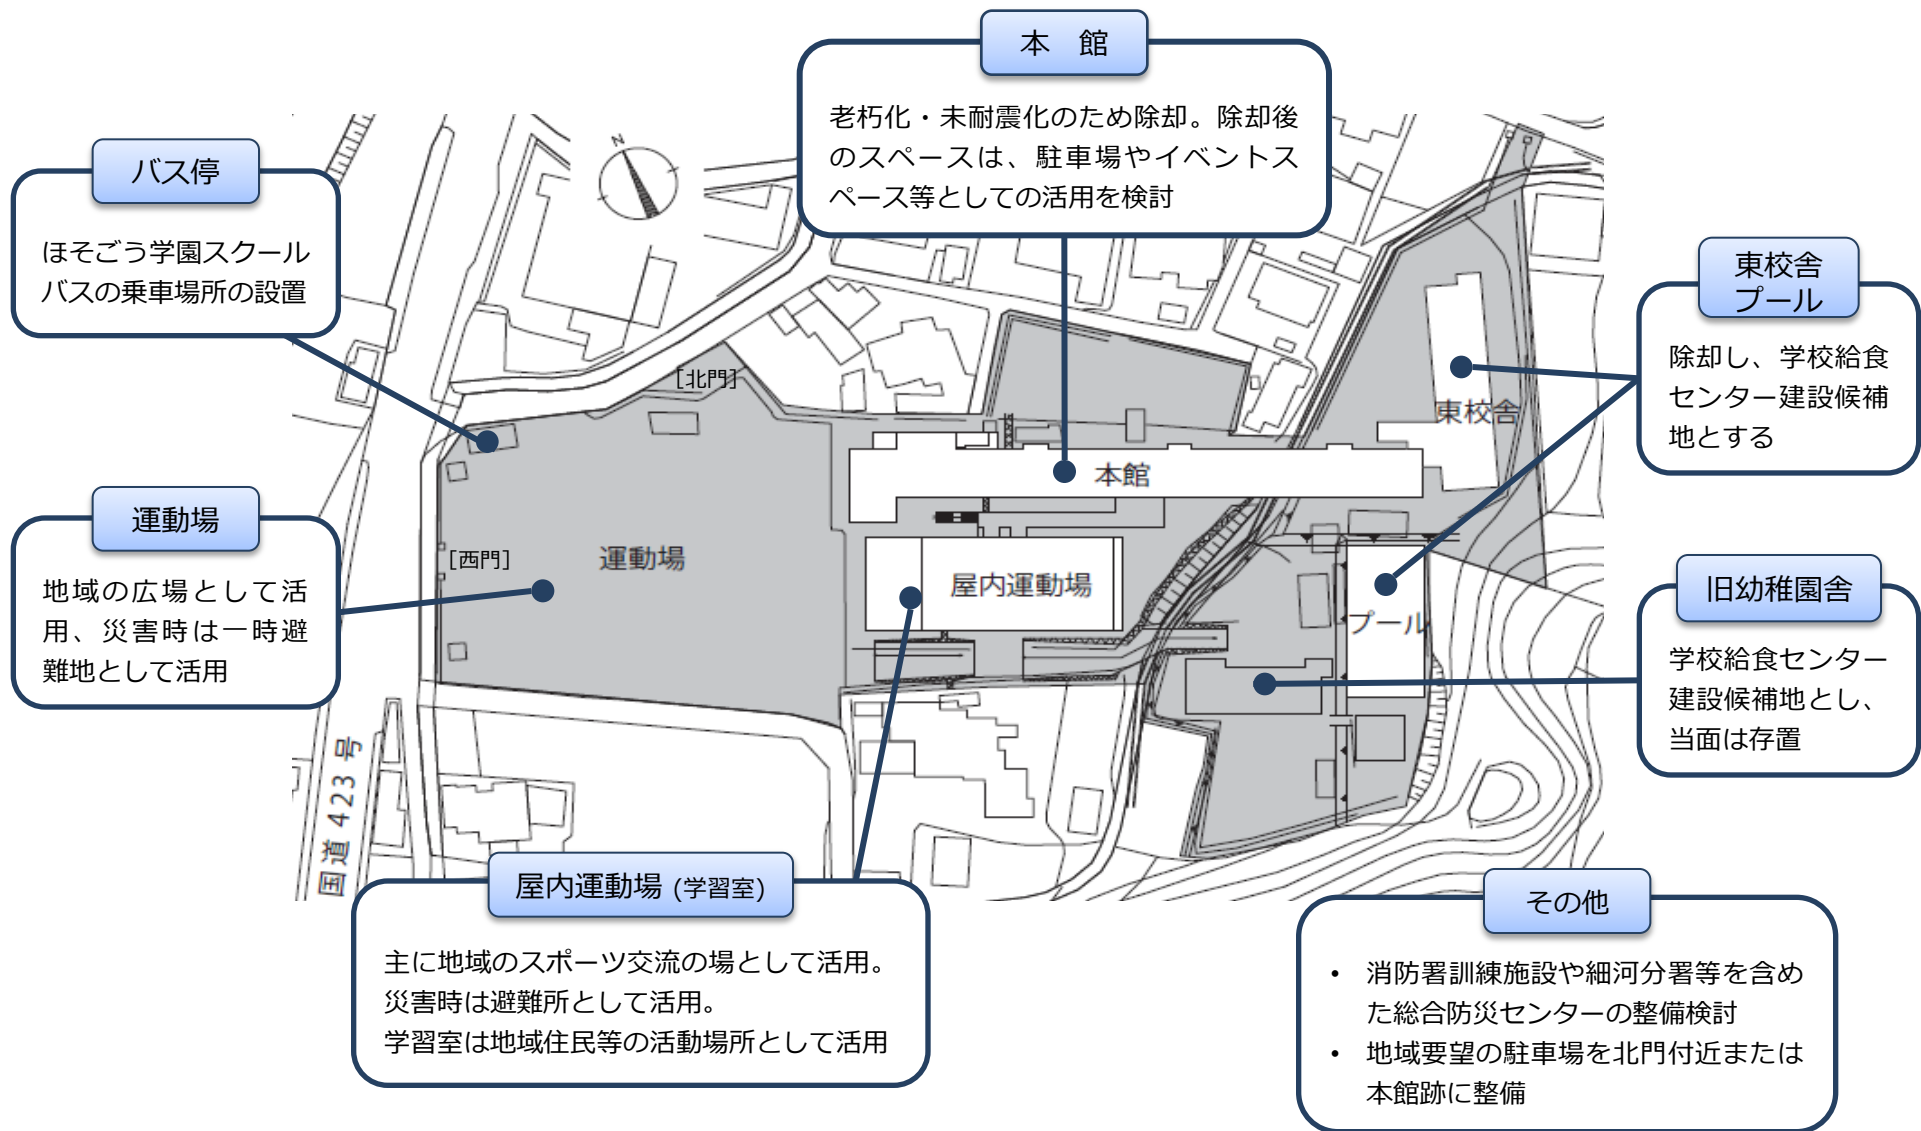 本　館
老朽化・未耐震化のため除却。除却後
のスペースは、駐車場やイベントス
ペース等としての活用を検討
バス停
ほそごう学園スクール
バスの乗車場所の設置
N
東校舎
プール
除却し、学校給食
センター建設候補
地とする
[北門]
東校舎
本館
運動場
地域の広場として活
用、災害時は一時避
難地として活用
[西門]
運動場
屋内運動場
プール
旧幼稚園舎
学校給食センター
建設候補地とし、
当面は存置
国道 423 号
屋内運動場 (学習室)
主に地域のスポーツ交流の場として活用。
災害時は避難所として活用。
学習室は地域住民等の活動場所として活用
その他
• 消防署訓練施設や細河分署等を含め
た総合防災センターの整備検討
• 地域要望の駐車場を北門付近または
本館跡に整備